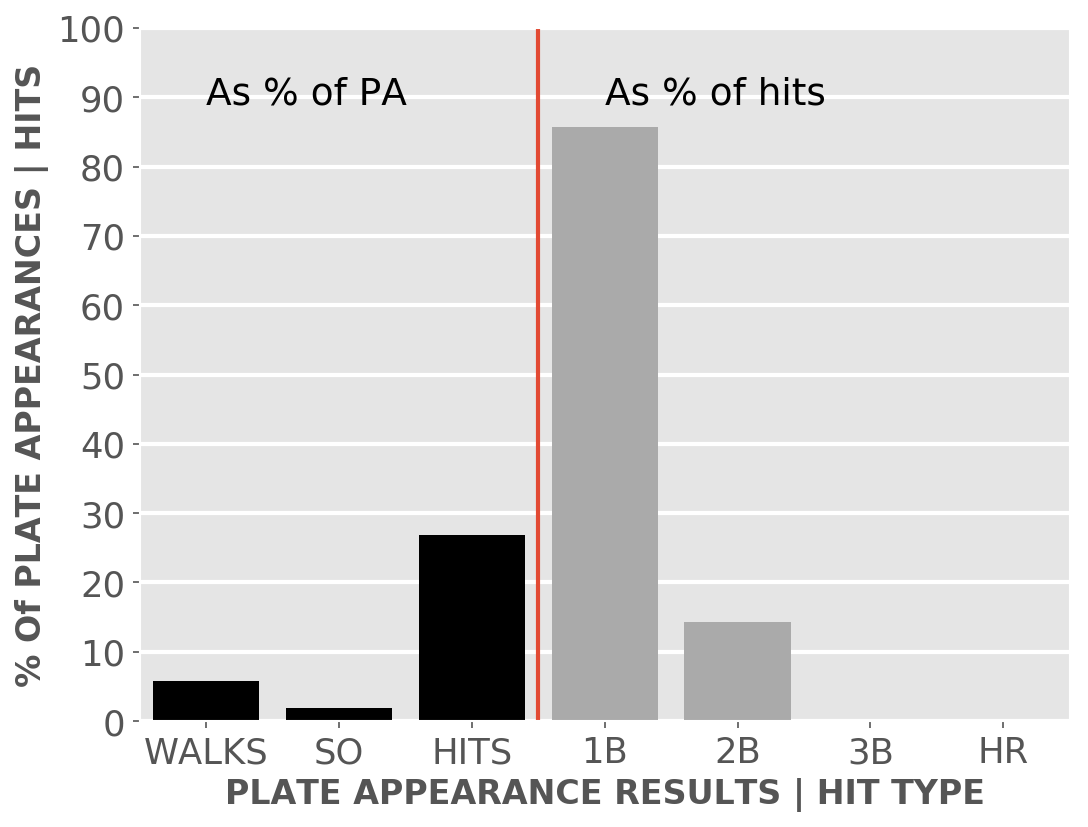 % Of PLATE APPEARANCES | HITS
100
90
80
70
60
50
40
30
20
10
0
As % of PA
As % of hits
WALKS SO HITS 1B 2B 3B HR
PLATE APPEARANCE RESULTS | HIT TYPE